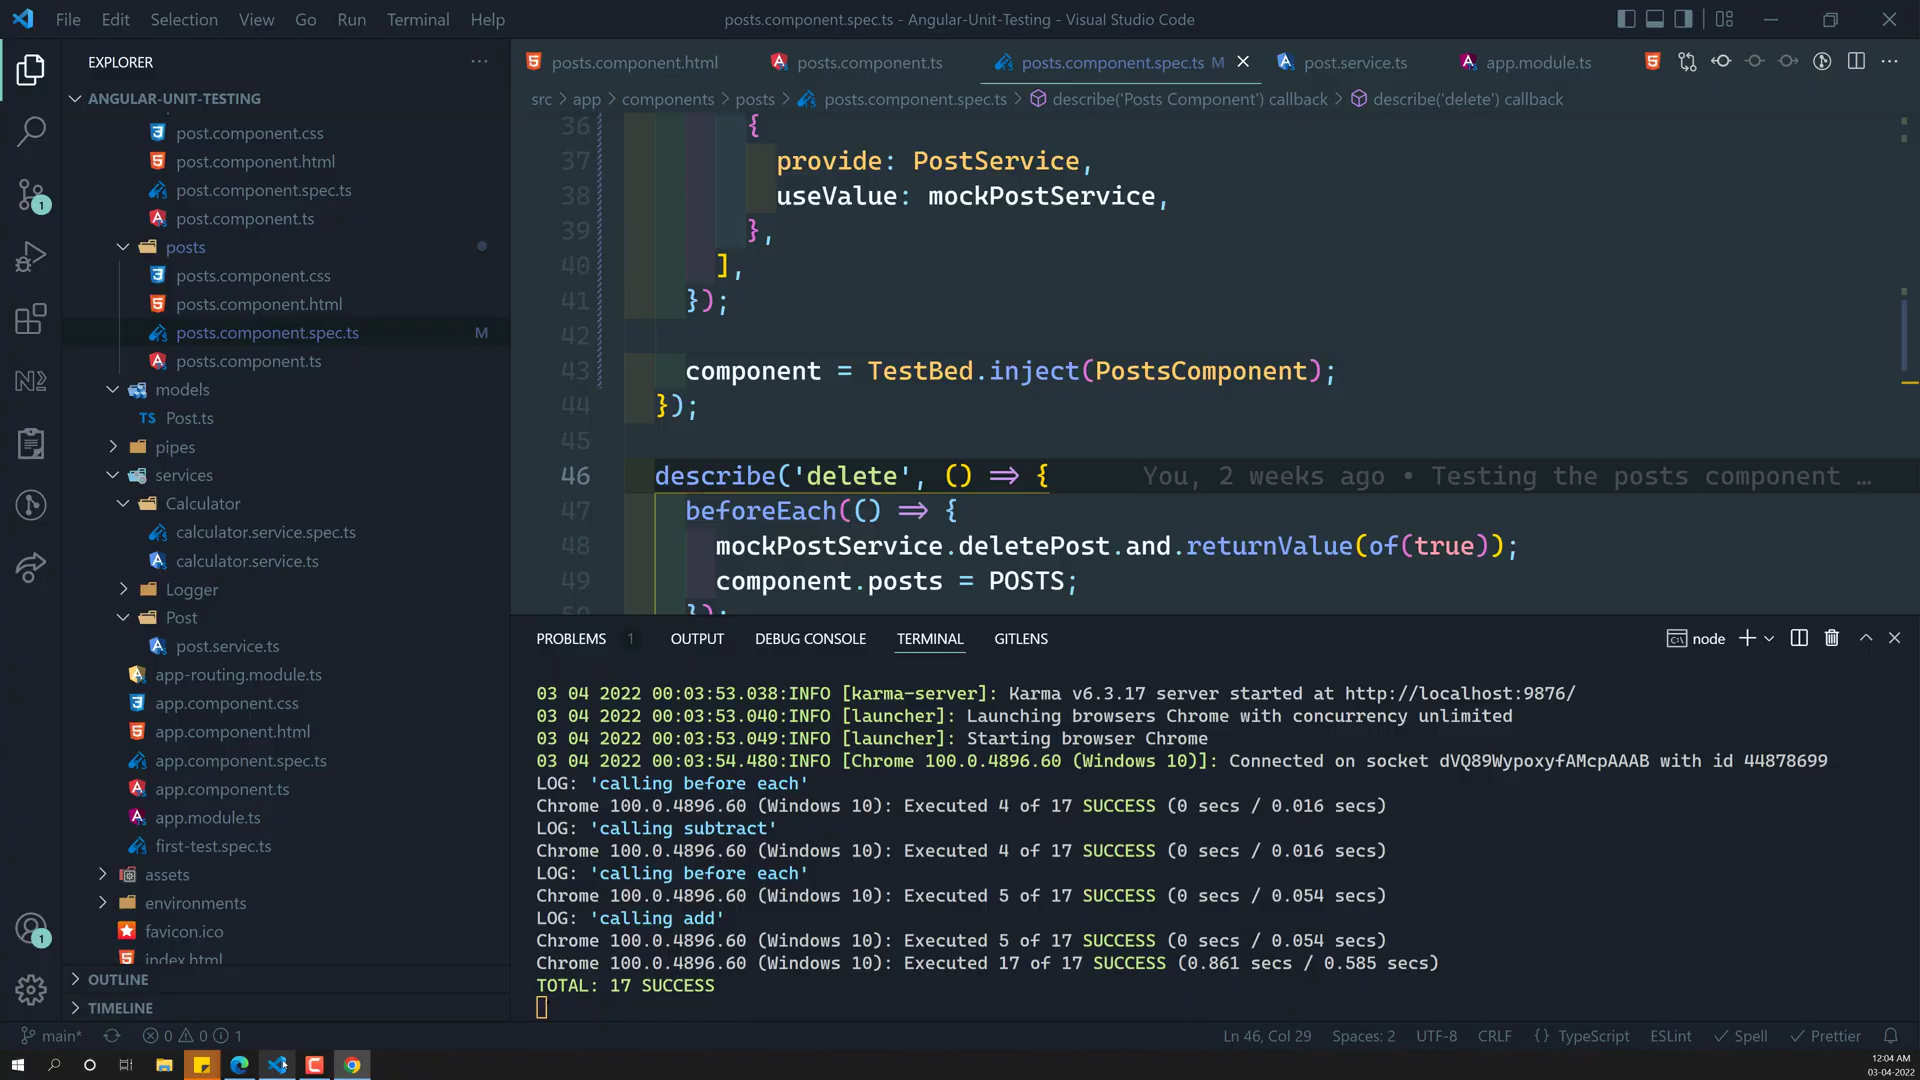 File Edit Selection View Go Run Terminal Help
posts.component.spec.ts - Angular-Unit-Testing - Visual Studio Code
EXPLORER
ANGULAR-UNIT-TESTING
post.component.css
post.component.html
post.component.spec.ts
post.component.ts
posts
posts.component.css
posts.component.html
posts.component.spec.ts M
posts.component.ts
models
TS Post.ts
pipes
services
Calculator
calculator.service.spec.ts
calculator.service.ts
Logger
Post
post.service.ts
app-routing.module.ts
app.component.css
app.component.html
app.component.spec.ts
app.component.ts
app.module.ts
first-test.spec.ts
assets
environments
favicon.ico
index.html
OUTLINE
TIMELINE
1
1
posts.component.html posts.component.ts posts.component.spec.ts M post.service.ts app.module.ts
src > app > components > posts > posts.component.spec.ts > describe('Posts Component') callback > describe('delete') callback
36 {
37 provide: PostService,
38 useValue: mockPostService,
39 },
40 ],
41 });
42
43 component = TestBed.inject(PostsComponent);
44 });
45
46 describe('delete', () => { You, 2 weeks ago • Testing the posts component …
47 beforeEach(() => {
48 mockPostService.deletePost.and.returnValue(of(true));
49 component.posts = POSTS;
50 });
PROBLEMS 1 OUTPUT DEBUG CONSOLE TERMINAL GITLENS node
03 04 2022 00:03:53.038:INFO [karma-server]: Karma v6.3.17 server started at http://localhost:9876/
03 04 2022 00:03:53.040:INFO [launcher]: Launching browsers Chrome with concurrency unlimited
03 04 2022 00:03:53.049:INFO [launcher]: Starting browser Chrome
03 04 2022 00:03:54.480:INFO [Chrome 100.0.4896.60 (Windows 10)]: Connected on socket dVQ89WypoxyfAMcpAAAB with id 44878699
LOG: 'calling before each'
Chrome 100.0.4896.60 (Windows 10): Executed 4 of 17 SUCCESS (0 secs / 0.016 secs)
LOG: 'calling subtract'
Chrome 100.0.4896.60 (Windows 10): Executed 4 of 17 SUCCESS (0 secs / 0.016 secs)
LOG: 'calling before each'
Chrome 100.0.4896.60 (Windows 10): Executed 5 of 17 SUCCESS (0 secs / 0.054 secs)
LOG: 'calling add'
Chrome 100.0.4896.60 (Windows 10): Executed 5 of 17 SUCCESS (0 secs / 0.054 secs)
Chrome 100.0.4896.60 (Windows 10): Executed 17 of 17 SUCCESS (0.861 secs / 0.585 secs)
TOTAL: 17 SUCCESS
main* 0 0 1 Ln 46, Col 29 Spaces: 2 UTF-8 CRLF {} TypeScript ESLint Spell Prettier
12:04 AM
03-04-2022